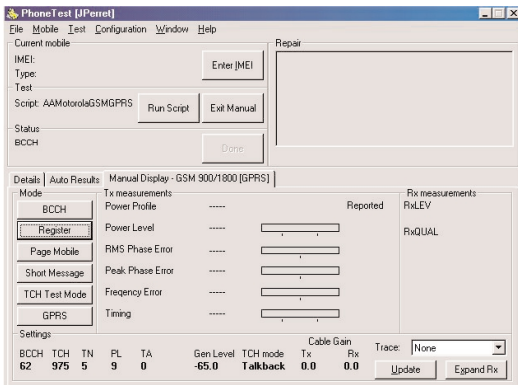 PhoneTest [JPerret]
File Mobile Test Configuration Window Help
Current mobile
IMEI:
Type:
Enter IMEI
Test
Script: AAMotorolaGSMGPRS
Run Script
Exit Manual
Status
BCCH
Done
Repair
Details Auto Results Manual Display - GSM 900/1800 [GPRS]
Mode
BCCH
Register
Page Mobile
Short Message
TCH Test Mode
GPRS
Tx measurements
Power Profile ----- Reported
Power Level -----
RMS Phase Error -----
Peak Phase Error -----
Freqency Error -----
Timing -----
Rx measurements
RxLEV
RxQUAL
Settings
Cable Gain
BCCH TCH TN PL TA Gen Level TCH mode Tx Rx
62 975 5 9 0 -65.0 Talkback 0.0 0.0
Trace: None
Update Expand Rx